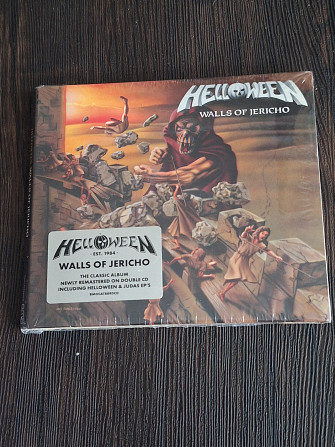 HELLOWEEN
WALLS OF JERICHO
HELLOWEEN
EST. 1984
WALLS OF JERICHO
THE CLASSIC ALBUM
NEWLY REMASTERED ON DOUBLE CD
INCLUDING HELLOWEEN & JUDAS EP'S